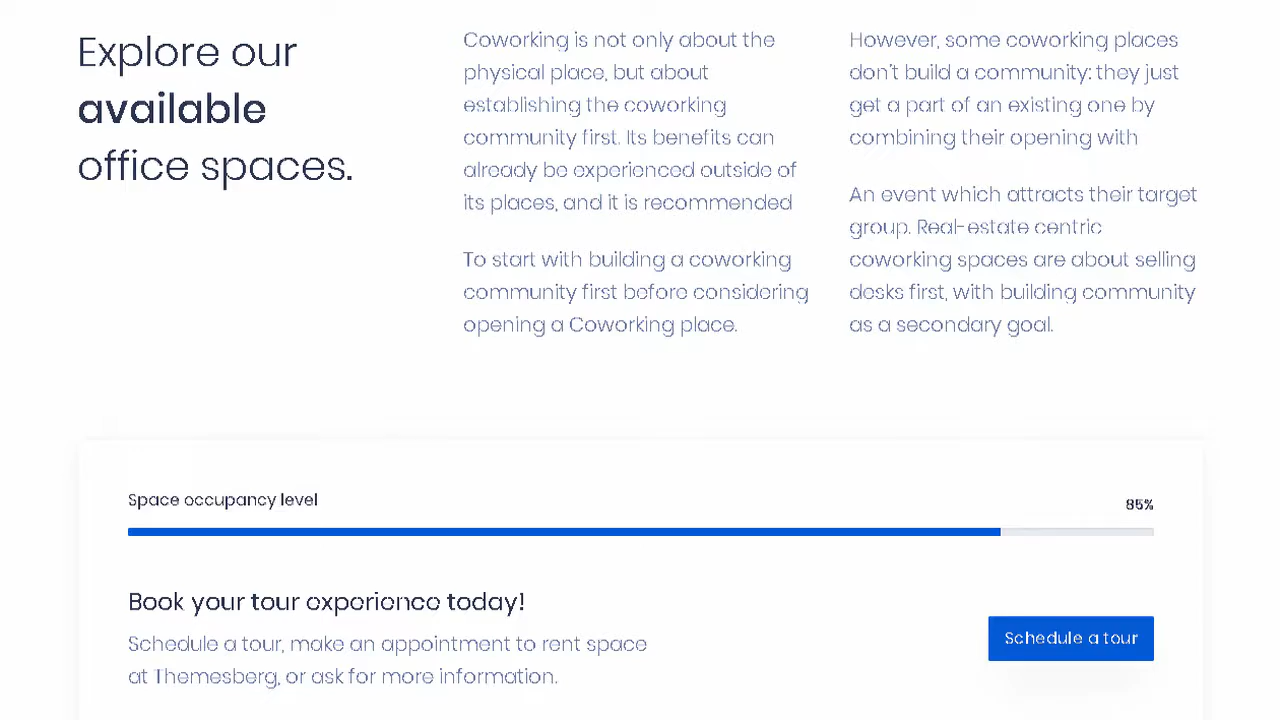 Explore our
available
office spaces.
Coworking is not only about the
physical place, but about
establishing the coworking
community first. Its benefits can
already be experienced outside of
its places, and it is recommended
To start with building a coworking
community first before considering
opening a Coworking place.
However, some coworking places
don't build a community: they just
get a part of an existing one by
combining their opening with
An event which attracts their target
group. Real-estate centric
coworking spaces are about selling
desks first, with building community
as a secondary goal.
Space occupancy level
85%
Book your tour experience today!
Schedule a tour, make an appointment to rent space
at Themesberg, or ask for more information.
Schedule a tour